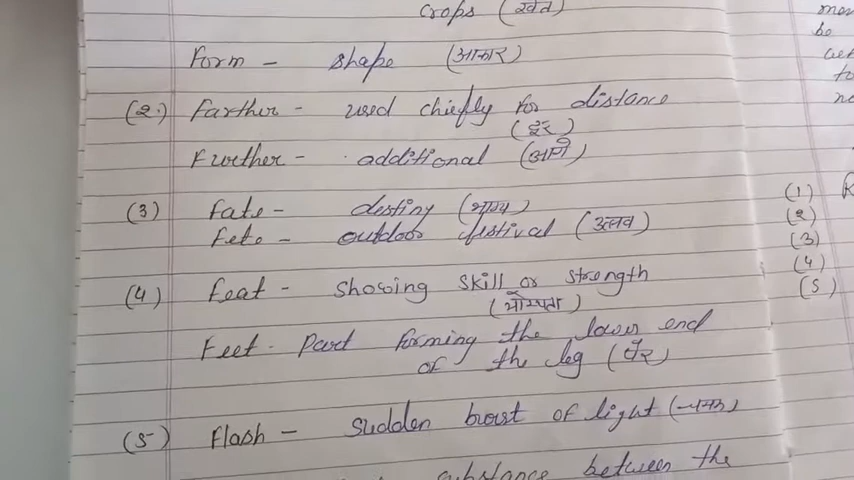 crops (खेत)
Form - shape (आकार)
(2.) Farther - used chiefly for distance
(दूर)
Further - additional (आगे)
(3) Fate - destiny (भाग्य)
Fete - outdoor festival (उत्सव)
(4) Feat - showing skill or strength
(योग्यता)
Feet - Part forming the lower end
of the leg (पैर)
(5) Flash - sudden burst of light (चमक)
substance between the
be
(1)
(2)
(3)
(4)
(5)